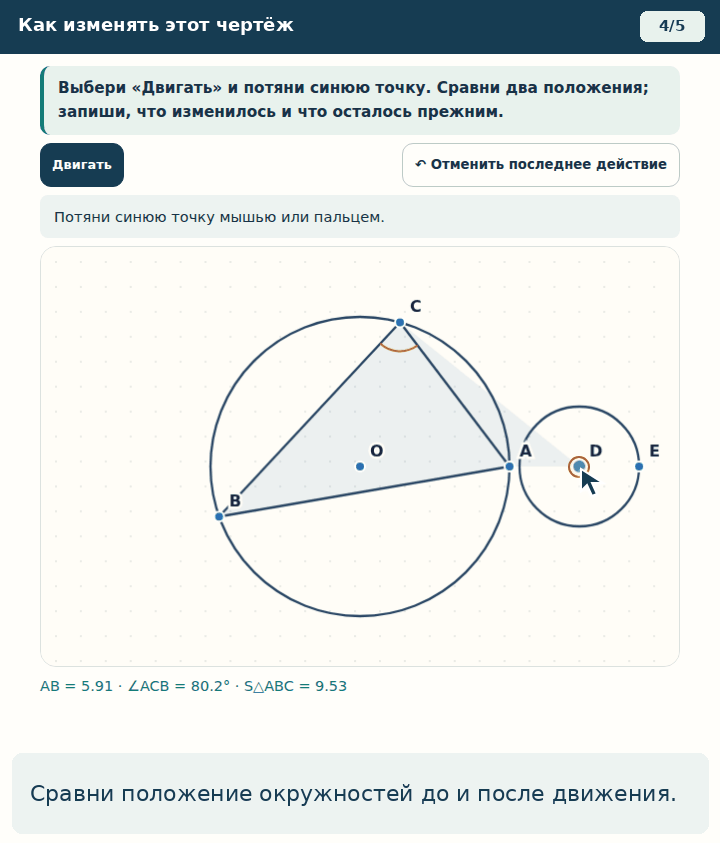 Как изменять этот чертёж
4/5
Выбери «Двигать» и потяни синюю точку. Сравни два положения;
запиши, что изменилось и что осталось прежним.
Двигать
↶ Отменить последнее действие
Потяни синюю точку мышью или пальцем.
C
O
A
D
E
B
AB = 5.91 · ∠ACB = 80.2° · S△ABC = 9.53
Сравни положение окружностей до и после движения.